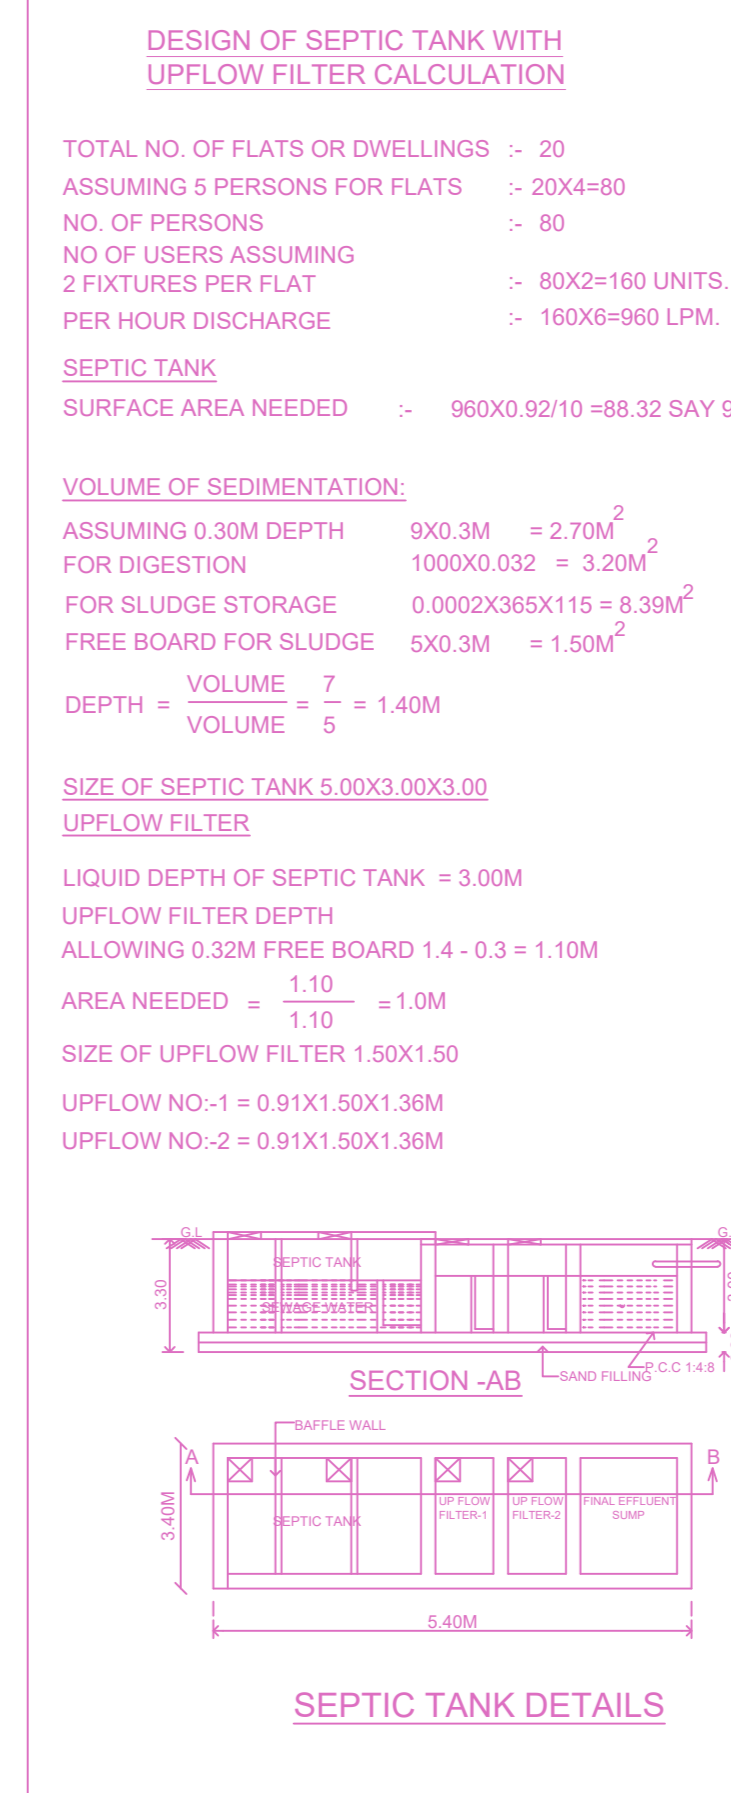 DESIGN OF SEPTIC TANK WITH
UPFLOW FILTER CALCULATION
TOTAL NO. OF FLATS OR DWELLINGS :- 20
ASSUMING 5 PERSONS FOR FLATS :- 20X4=80
NO. OF PERSONS :- 80
NO OF USERS ASSUMING
2 FIXTURES PER FLAT :- 80X2=160 UNITS.
PER HOUR DISCHARGE :- 160X6=960 LPM.
SEPTIC TANK
SURFACE AREA NEEDED :- 960X0.92/10 =88.32 SAY 9
VOLUME OF SEDIMENTATION:
ASSUMING 0.30M DEPTH 9X0.3M = 2.70M2
FOR DIGESTION 1000X0.032 = 3.20M2
FOR SLUDGE STORAGE 0.0002X365X115 = 8.39M2
FREE BOARD FOR SLUDGE 5X0.3M = 1.50M2
DEPTH = VOLUME / VOLUME = 7 / 5 = 1.40M
SIZE OF SEPTIC TANK 5.00X3.00X3.00
UPFLOW FILTER
LIQUID DEPTH OF SEPTIC TANK = 3.00M
UPFLOW FILTER DEPTH
ALLOWING 0.32M FREE BOARD 1.4 - 0.3 = 1.10M
AREA NEEDED = 1.10 / 1.10 = 1.0M
SIZE OF UPFLOW FILTER 1.50X1.50
UPFLOW NO:-1 = 0.91X1.50X1.36M
UPFLOW NO:-2 = 0.91X1.50X1.36M
G.L
G.
SEPTIC TANK
3.30
SEWAGE WATER
P.C.C 1:4:8
SAND FILLING
SECTION -AB
BAFFLE WALL
A
B
3.40M
SEPTIC TANK
UP FLOW
FILTER-1
UP FLOW
FILTER-2
FINAL EFFLUENT
SUMP
5.40M
SEPTIC TANK DETAILS